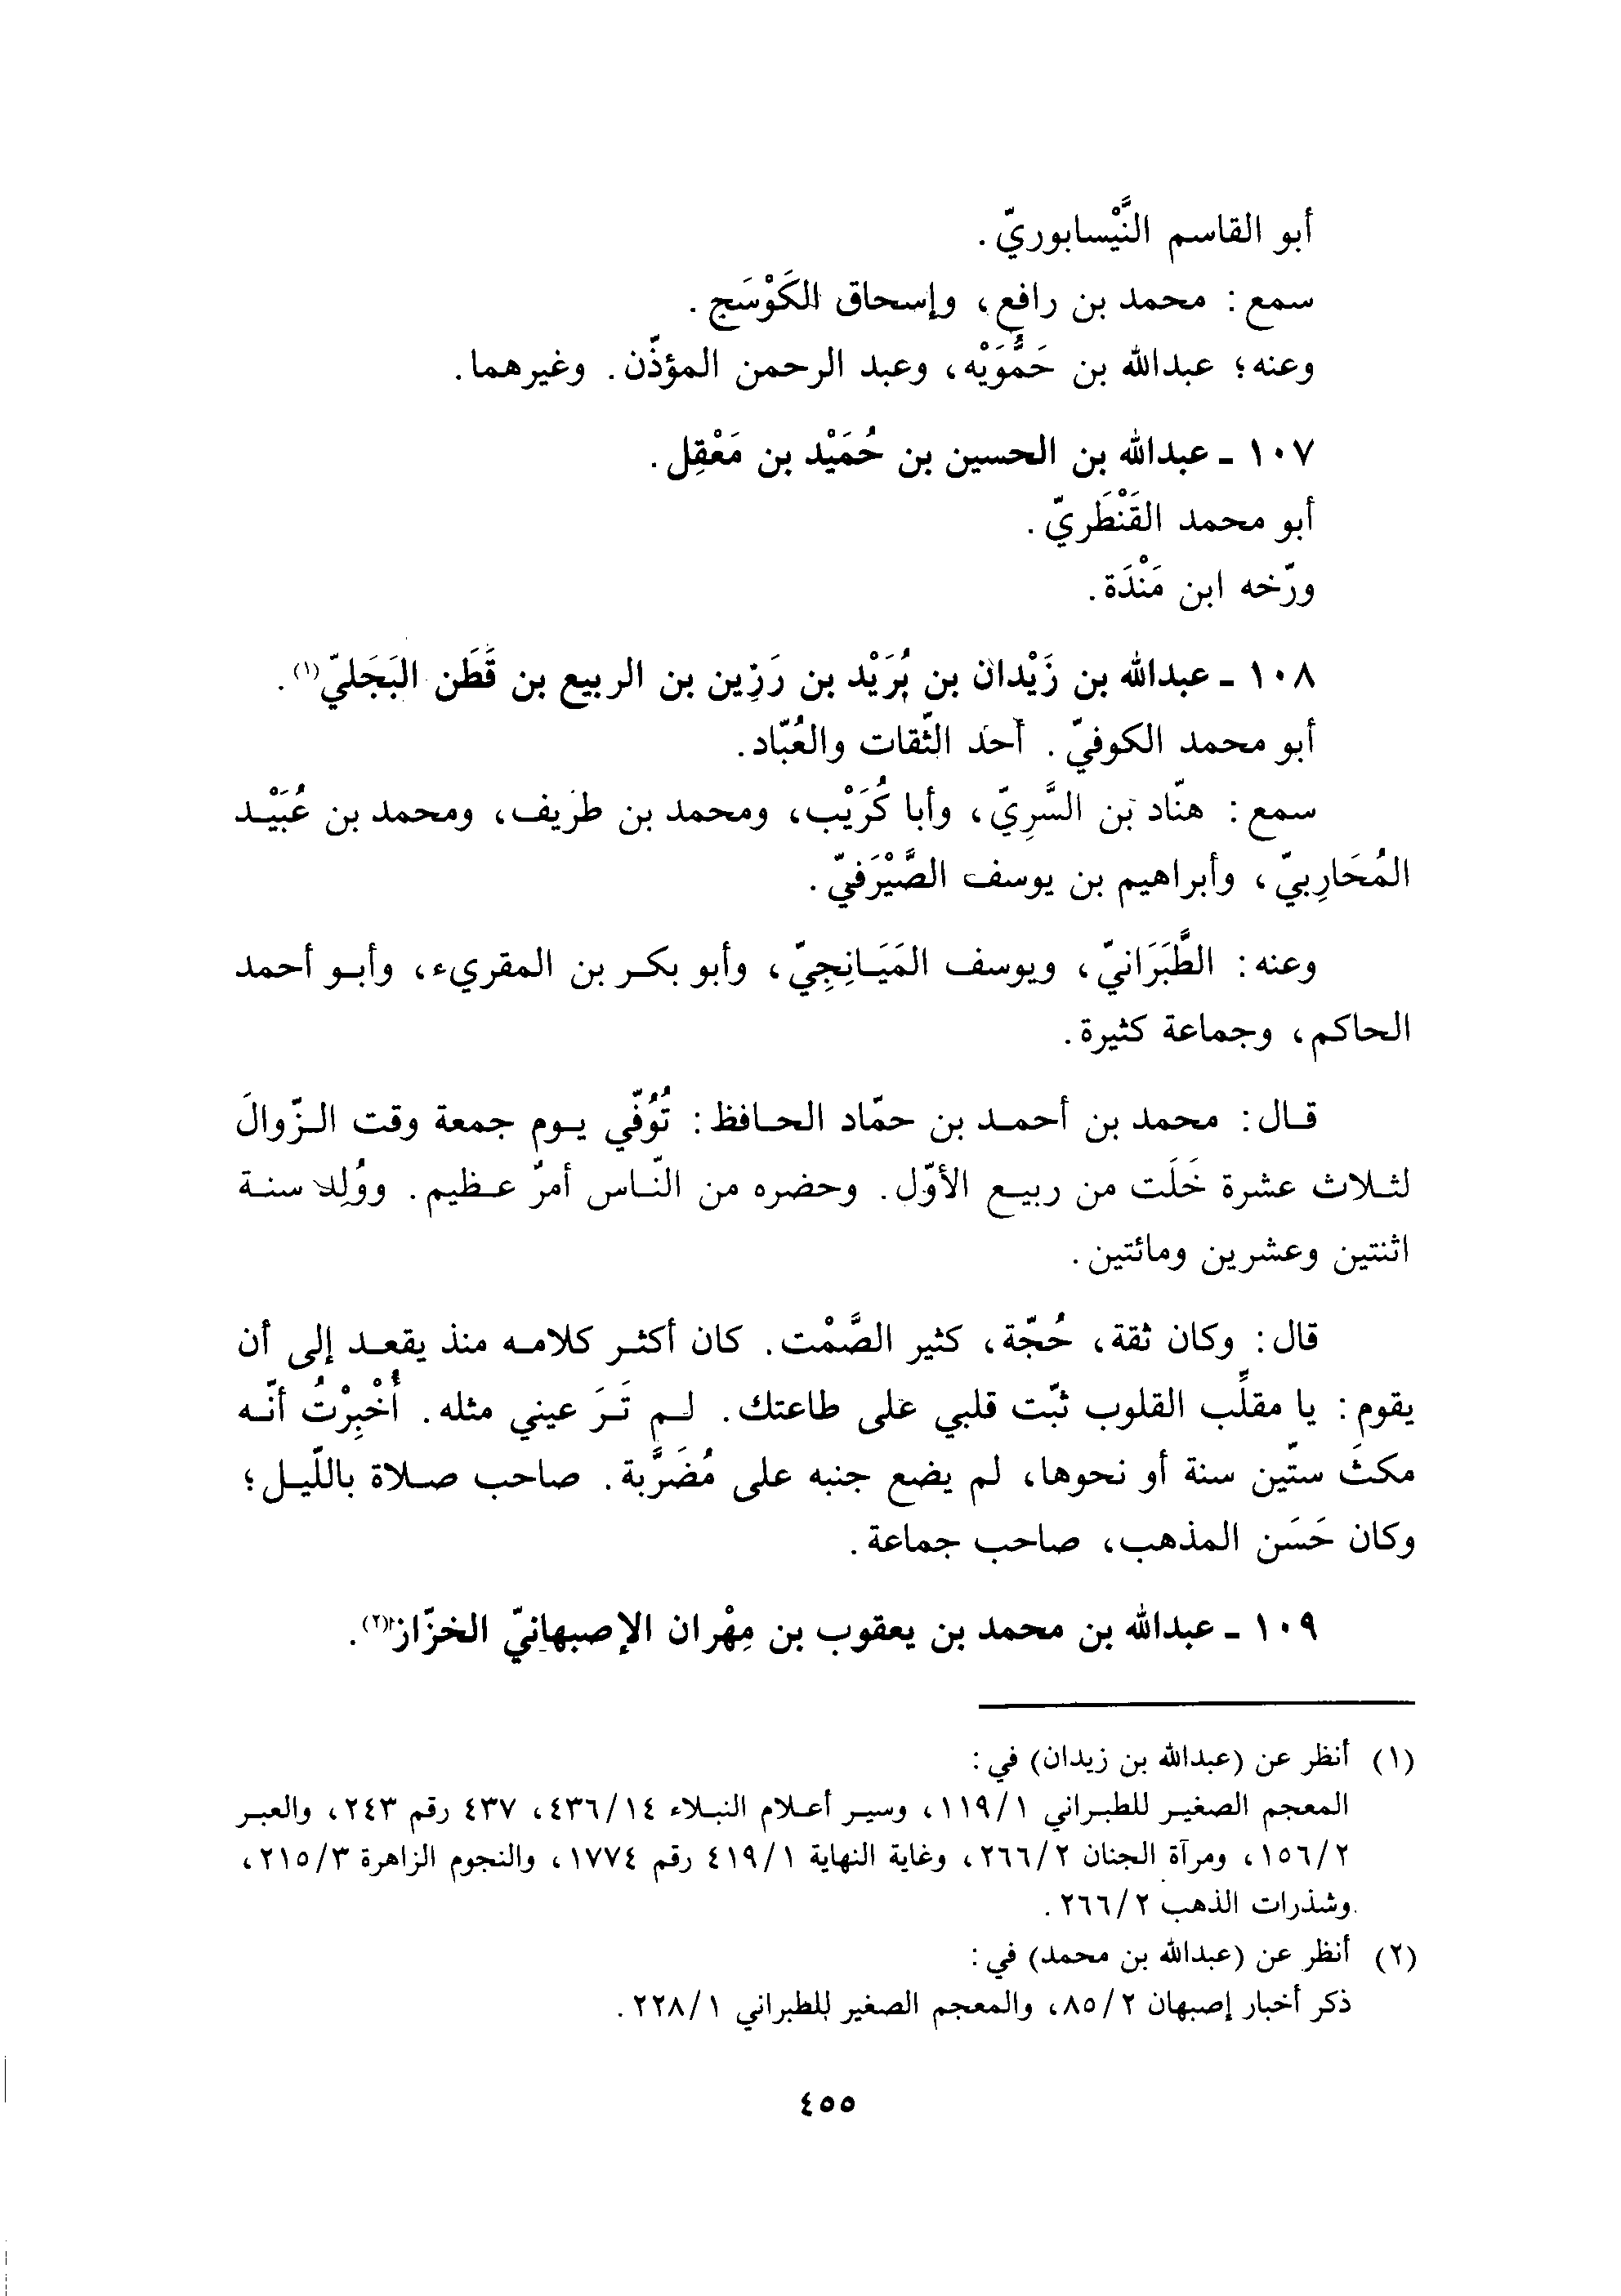 أبو القاسم النَّيْسابوريّ.
سمع: محمد بن رافع، وإسحاق الكَوْسَج.
وعنه؛ عبدالله بن حَمُّوَيْه، وعبد الرحمن المؤذّن. وغيرهما.
١٠٧ - عبدالله بن الحسين بن حُمَيْد بن مَعْقِل.
أبو محمد القَنْطَريّ.
ورّخه ابن مَنْدَة.
١٠٨ - عبدالله بن زَيْدان بن بُرَيْد بن رَزِين بن الربيع بن قَطَن البَجَليّ(١).
أبو محمد الكوفيّ. أحد الثّقات والعُبّاد.
سمع: هنّاد بن السَّرِيّ، وأبا كُرَيْب، ومحمد بن طَريف، ومحمد بن عُبَيْد
المُحَارِبيّ، وأبراهيم بن يوسف الصَّيْرَفيّ.
وعنه: الطَّبَرَانيّ، ويوسف المَيَانِجِيّ، وأبو بكر بن المقريء، وأبو أحمد
الحاكم، وجماعة كثيرة.
قال: محمد بن أحمد بن حمّاد الحافظ: تُوُفّي يوم جمعة وقت الزّوال
لثلاث عشرة خَلَت من ربيع الأوّل. وحضره من النّاس أمرٌ عظيم. ووُلِد سنة
اثنتين وعشرين ومائتين.
قال: وكان ثقة، حُجّة، كثير الصَّمْت. كان أكثر كلامه منذ يقعد إلى أن
يقوم: يا مقلِّب القلوب ثبّت قلبي على طاعتك. لم تَرَ عيني مثله. أُخْبِرْتُ أنّه
مكث ستّين سنة أو نحوها، لم يضع جنبه على مُضَرَّبة. صاحب صلاة باللّيل؛
وكان حَسَن المذهب، صاحب جماعة.
١٠٩ - عبدالله بن محمد بن يعقوب بن مِهْران الإصبهانيّ الخزّاز(٢).
(١) أنظر عن (عبدالله بن زيدان) في:
المعجم الصغير للطبراني ١١٩/١، وسير أعلام النبلاء ٤٣٦/١٤، ٤٣٧ رقم ٢٤٣، والعبر
١٥٦/٢، ومرآة الجنان ٢٦٦/٢، وغاية النهاية ٤١٩/١ رقم ١٧٧٤، والنجوم الزاهرة ٢١٥/٣،
وشذرات الذهب ٢٦٦/٢.
(٢) أنظر عن (عبدالله بن محمد) في:
ذكر أخبار إصبهان ٨٥/٢، والمعجم الصغير للطبراني ٢٢٨/١.
٤٥٥